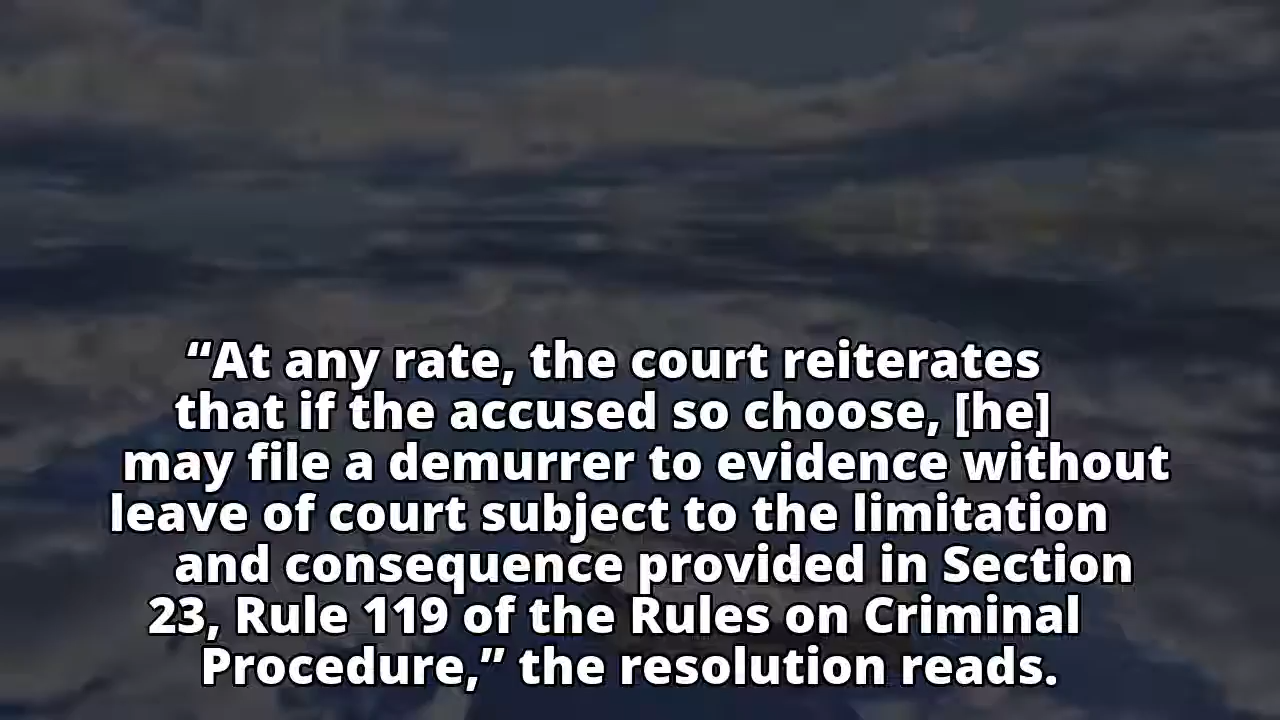 “At any rate, the court reiterates
that if the accused so choose, [he]
may file a demurrer to evidence without
leave of court subject to the limitation
and consequence provided in Section
23, Rule 119 of the Rules on Criminal
Procedure,” the resolution reads.